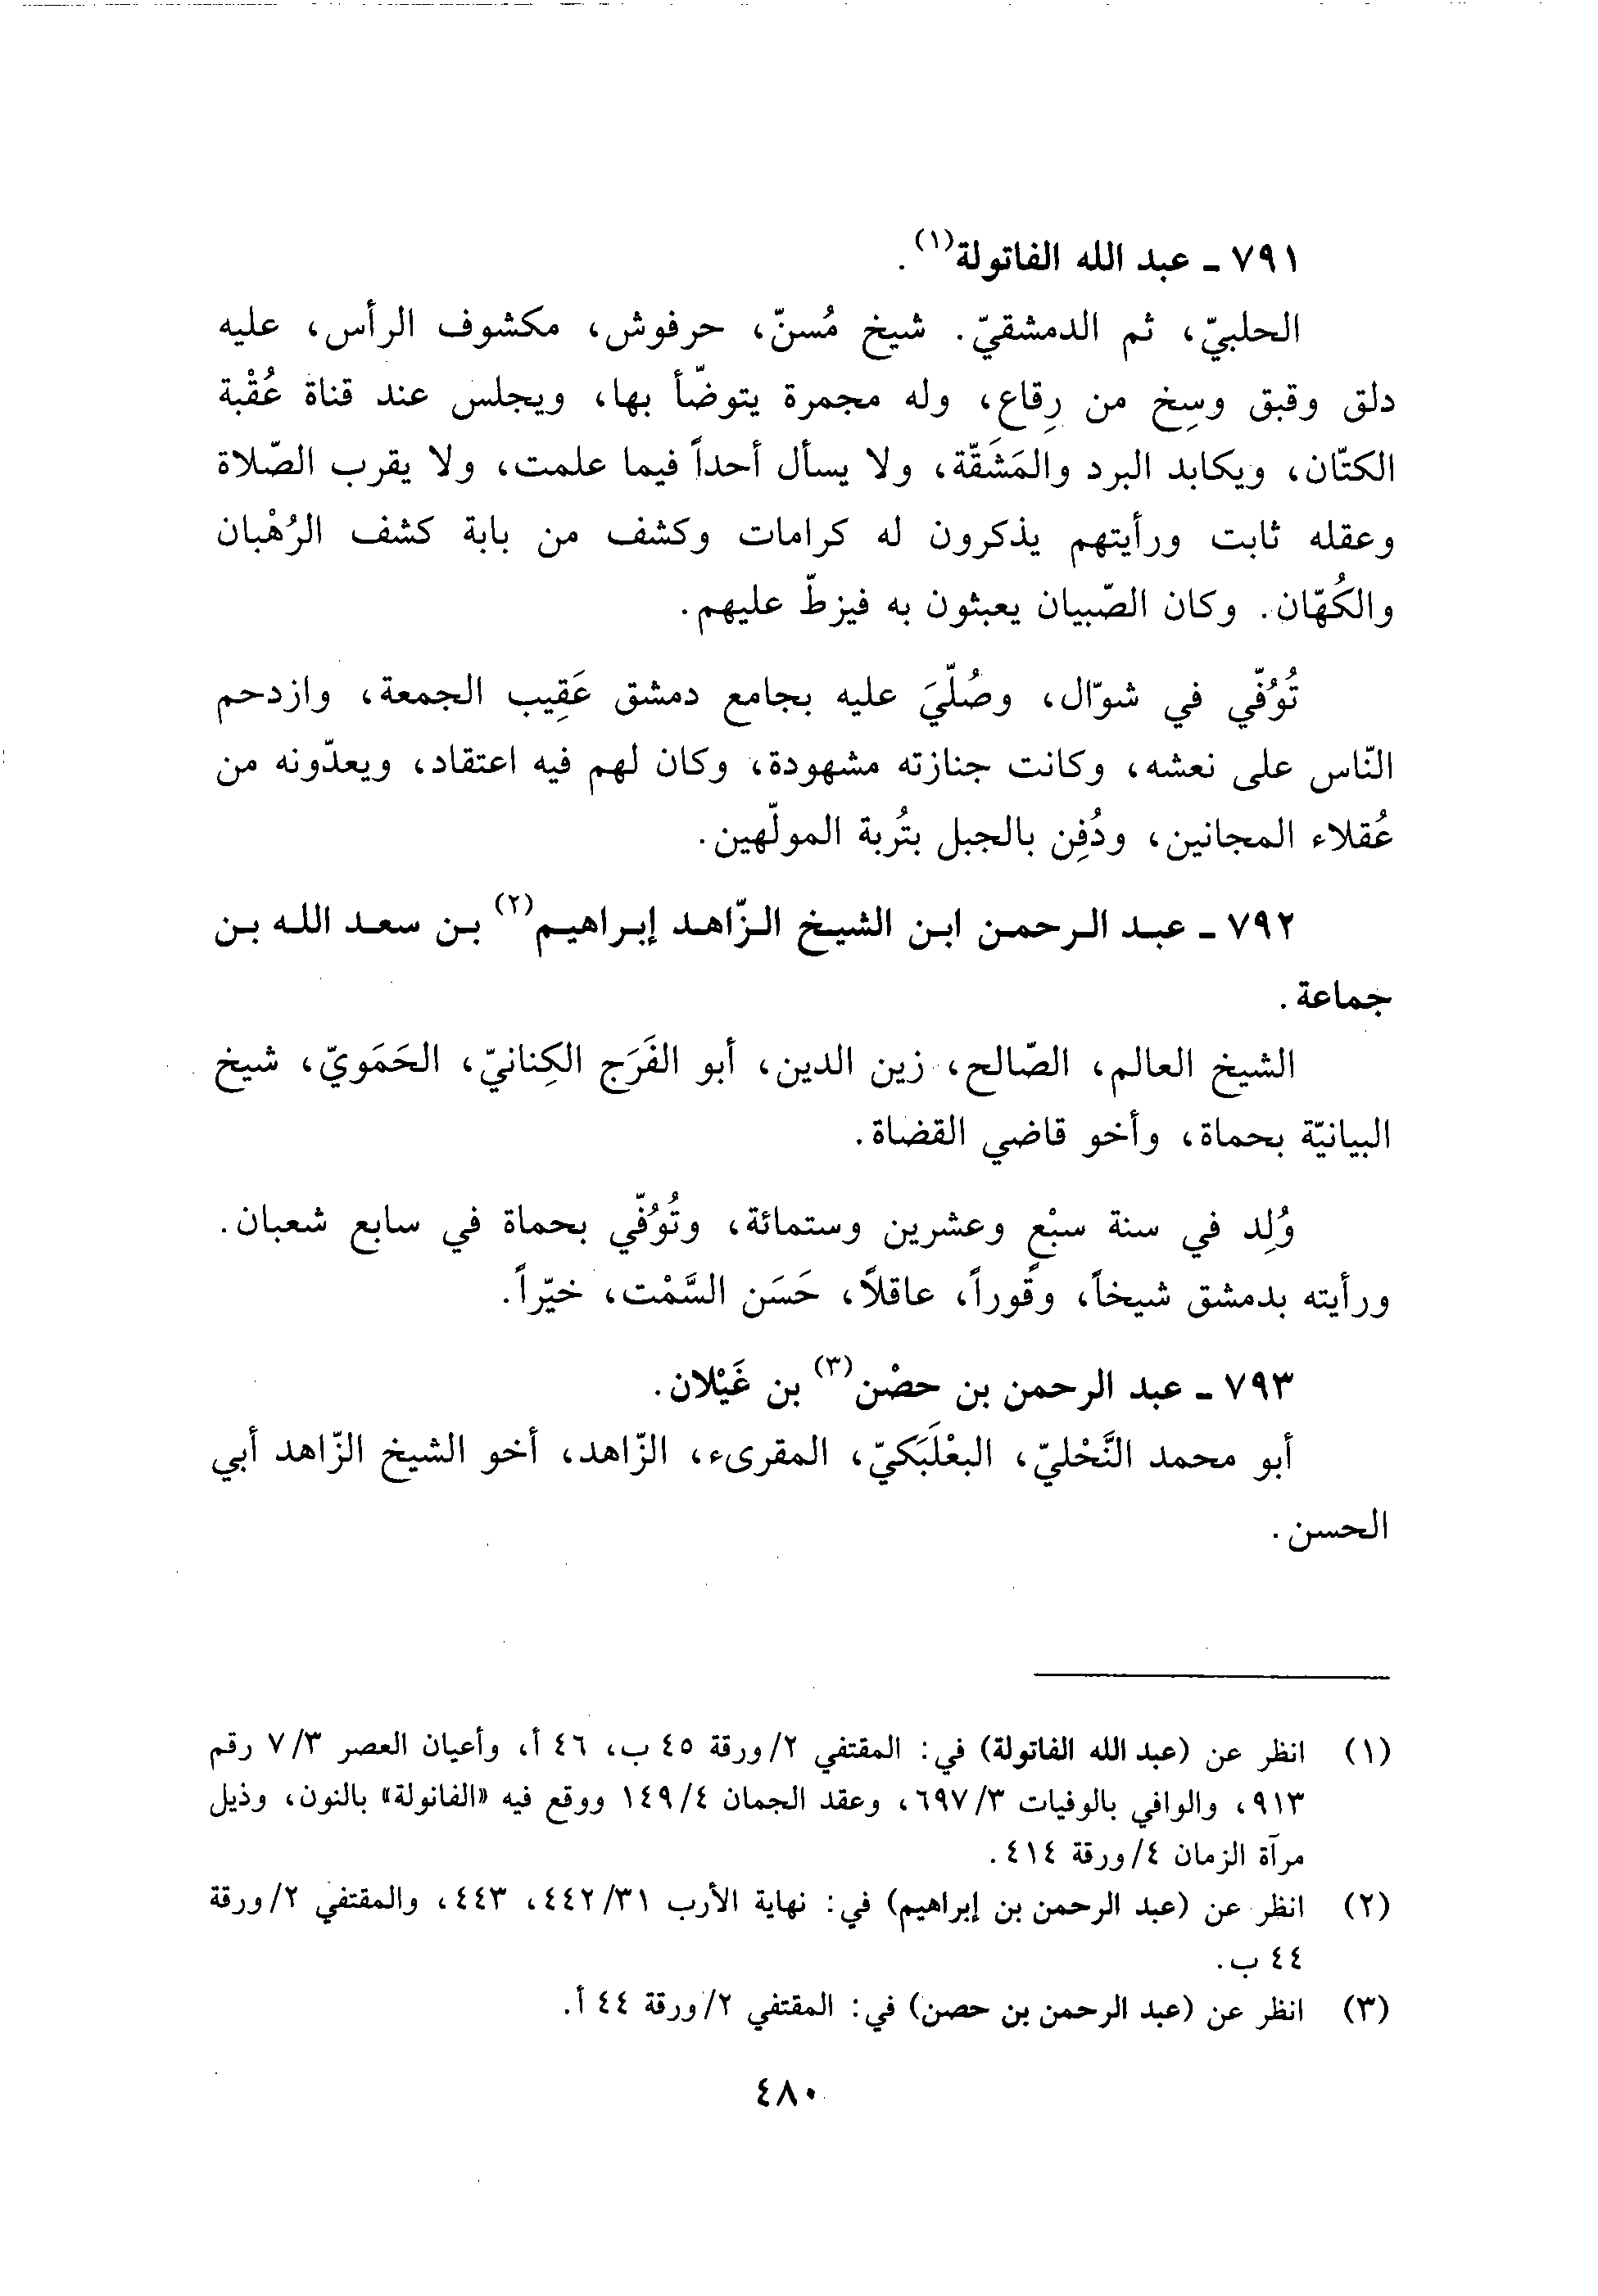 ٧٩١ ـ عبد الله الفاتولة(١).
الحلبيّ، ثم الدمشقيّ. شيخ مُسنّ، حرفوش، مكشوف الرأس، عليه
دلق وقبق وسِخ من رِقاع، وله مجمرة يتوضّأ بها، ويجلس عند قناة عُقْبة
الكتّان، ويكابد البرد والمَشَقّة، ولا يسأل أحداً فيما علمت، ولا يقرب الصّلاة
وعقله ثابت ورأيتهم يذكرون له كرامات وكشف من بابة كشف الرُهْبان
والكُهّان. وكان الصّبيان يعبثون به فيزطّ عليهم.
تُوُفّي في شوّال، وصُلّيَ عليه بجامع دمشق عَقِيب الجمعة، وازدحم
النّاس على نعشه، وكانت جنازته مشهودة، وكان لهم فيه اعتقاد، ويعدّونه من
عُقلاء المجانين، ودُفِن بالجبل بتُربة المولّهين.
٧٩٢ ـ عبد الرحمن ابن الشيخ الزّاهد إبراهيم(٢) بن سعد الله بن
جماعة.
الشيخ العالم، الصّالح، زين الدين، أبو الفَرَج الكِنانيّ، الحَمَويّ، شيخ
البيانيّة بحماة، وأخو قاضي القضاة.
وُلِد في سنة سبْع وعشرين وستمائة، وتُوُفّي بحماة في سابع شعبان.
ورأيته بدمشق شيخاً، وقُوراً، عاقلاً، حَسَن السَّمْت، خيّراً.
٧٩٣ ـ عبد الرحمن بن حصْن(٣) بن غَيْلان.
أبو محمد النَّحْليّ، البعْلَبَكيّ، المقرىء، الزّاهد، أخو الشيخ الزّاهد أبي
الحسن.
(١) انظر عن (عبد الله الفاتولة) في: المقتفي ٢/ورقة ٤٥ ب، ٤٦ أ، وأعيان العصر ٧/٣ رقم
٩١٣، والوافي بالوفيات ٦٩٧/٣، وعقد الجمان ١٤٩/٤ ووقع فيه «الفانولة» بالنون، وذيل
مرآة الزمان ٤/ورقة ٤١٤.
(٢) انظر عن (عبد الرحمن بن إبراهيم) في: نهاية الأرب ٤٤٢/٣١، ٤٤٣، والمقتفي ٢/ورقة
٤٤ ب.
(٣) انظر عن (عبد الرحمن بن حصن) في: المقتفي ٢/ورقة ٤٤ أ.
٤٨٠